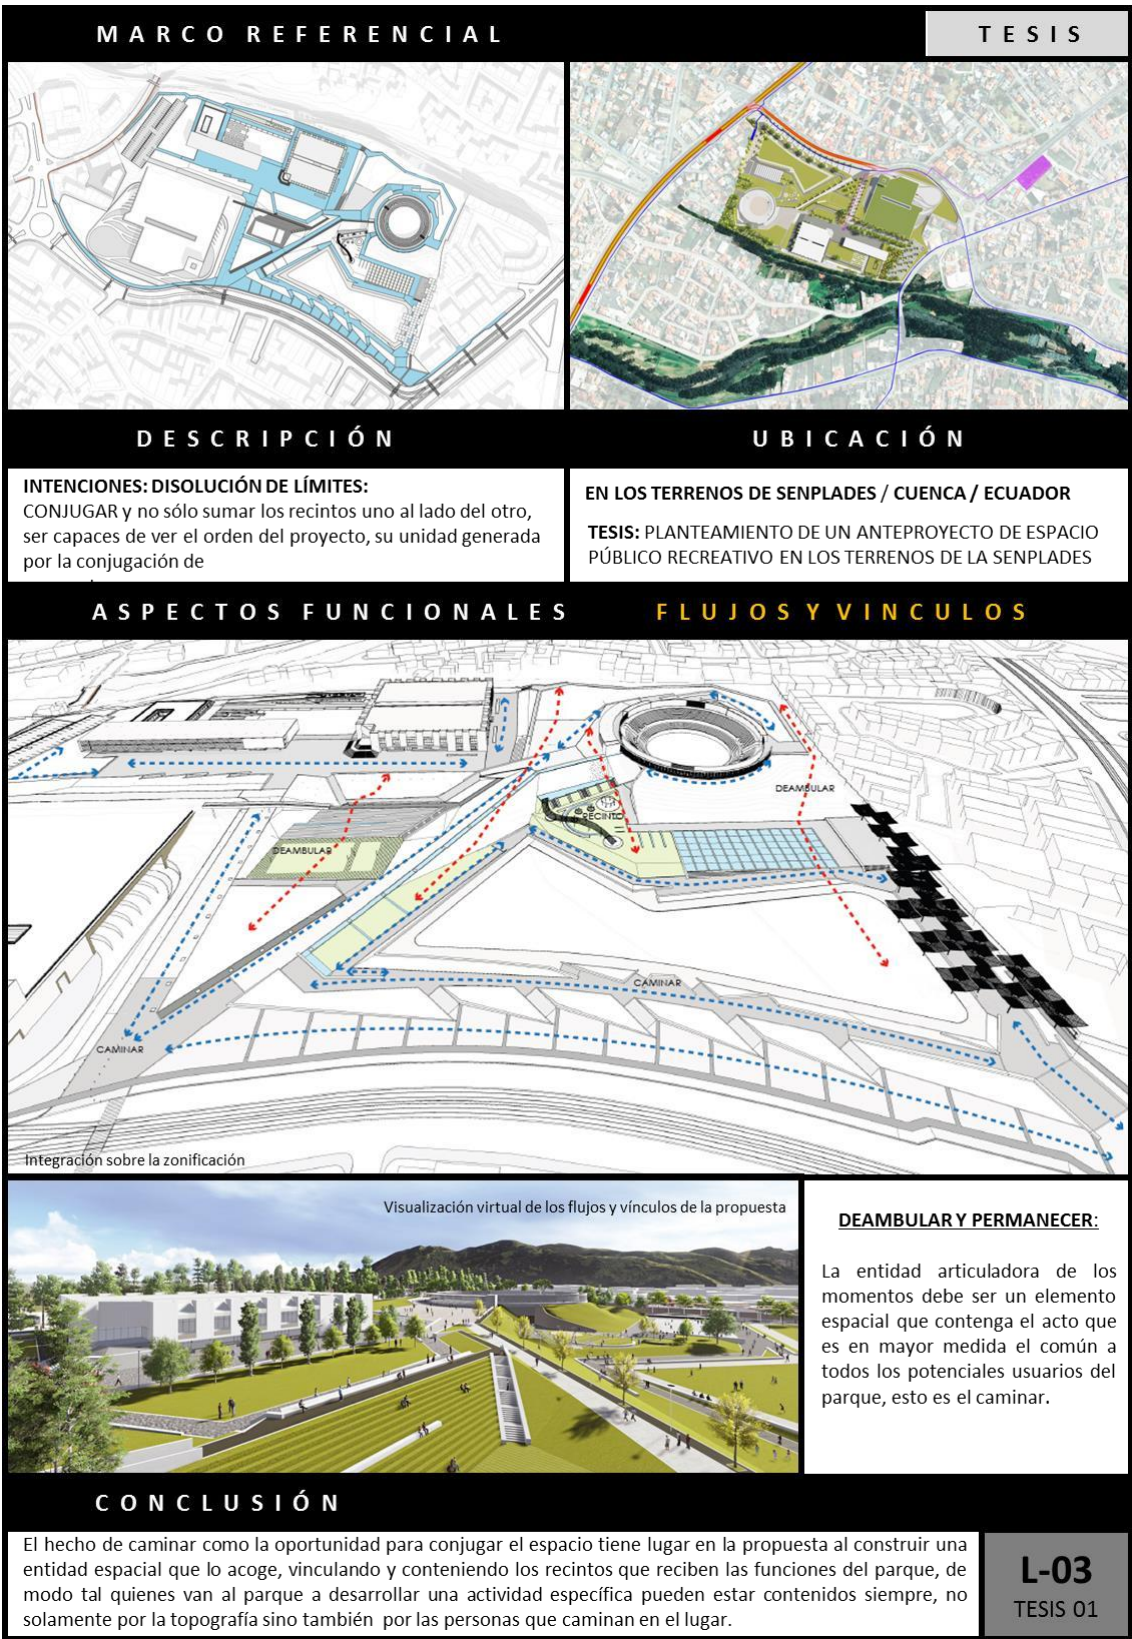 MARCO REFERENCIAL
TESIS
DESCRIPCIÓN
UBICACIÓN
INTENCIONES: DISOLUCIÓN DE LÍMITES:
CONJUGAR y no sólo sumar los recintos uno al lado del otro,
ser capaces de ver el orden del proyecto, su unidad generada
por la conjugación de
EN LOS TERRENOS DE SENPLADES / CUENCA / ECUADOR
TESIS: PLANTEAMIENTO DE UN ANTEPROYECTO DE ESPACIO
PÚBLICO RECREATIVO EN LOS TERRENOS DE LA SENPLADES
ASPECTOS FUNCIONALES
FLUJOS Y VINCULOS
DEAMBULAR
RECINTO
DEAMBULAR
CAMINAR
CAMINAR
Integración sobre la zonificación
Visualización virtual de los flujos y vínculos de la propuesta
DEAMBULAR Y PERMANECER:
La entidad articuladora de los
momentos debe ser un elemento
espacial que contenga el acto que
es en mayor medida el común a
todos los potenciales usuarios del
parque, esto es el caminar.
CONCLUSIÓN
El hecho de caminar como la oportunidad para conjugar el espacio tiene lugar en la propuesta al construir una
entidad espacial que lo acoge, vinculando y conteniendo los recintos que reciben las funciones del parque, de
modo tal quienes van al parque a desarrollar una actividad específica pueden estar contenidos siempre, no
solamente por la topografía sino también por las personas que caminan en el lugar.
L-03
TESIS 01